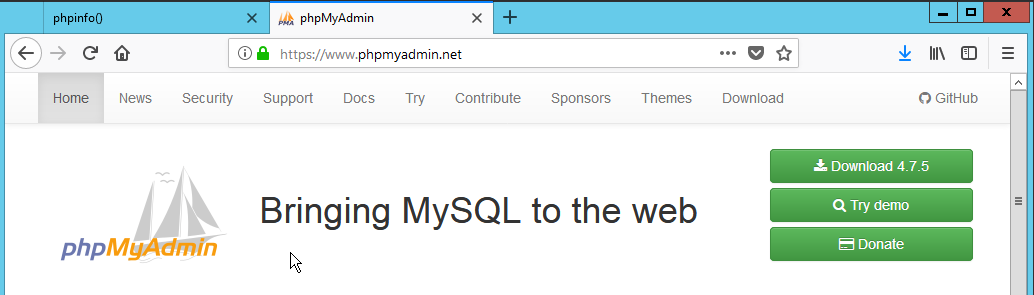 phpinfo()
PMA
phpMyAdmin
https://www.phpmyadmin.net
Home News Security Support Docs Try Contribute Sponsors Themes Download GitHub
Download 4.7.5
Try demo
Donate
phpMyAdmin
Bringing MySQL to the web